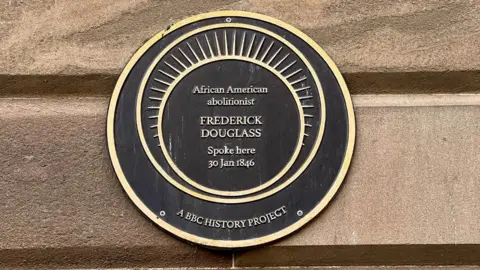 African American
abolitionist
FREDERICK
DOUGLASS
Spoke here
30 Jan 1846
A BBC HISTORY PROJECT